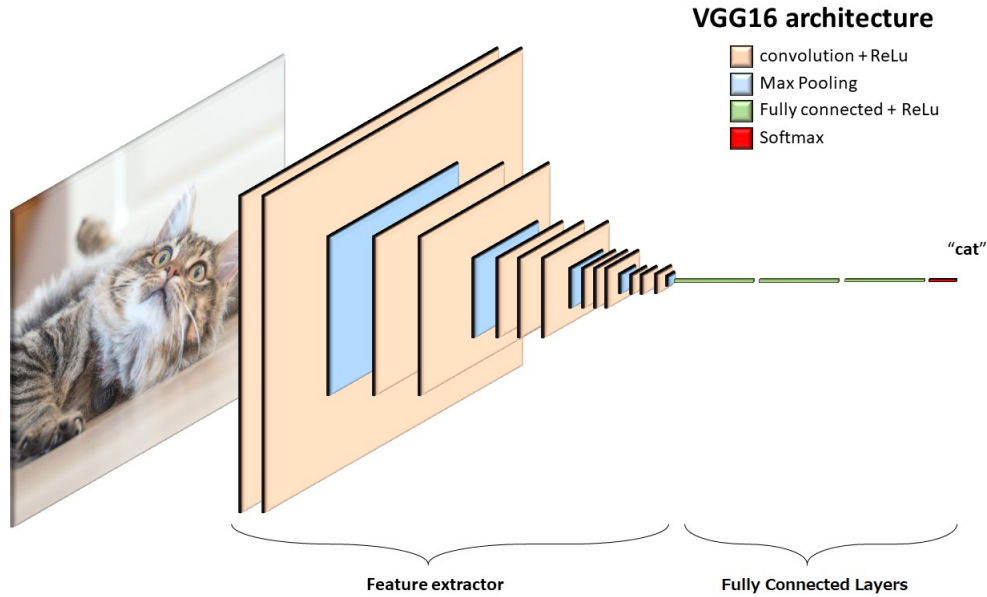 VGG16 architecture
convolution + ReLu
Max Pooling
Fully connected + ReLu
Softmax
“cat”
Feature extractor
Fully Connected Layers